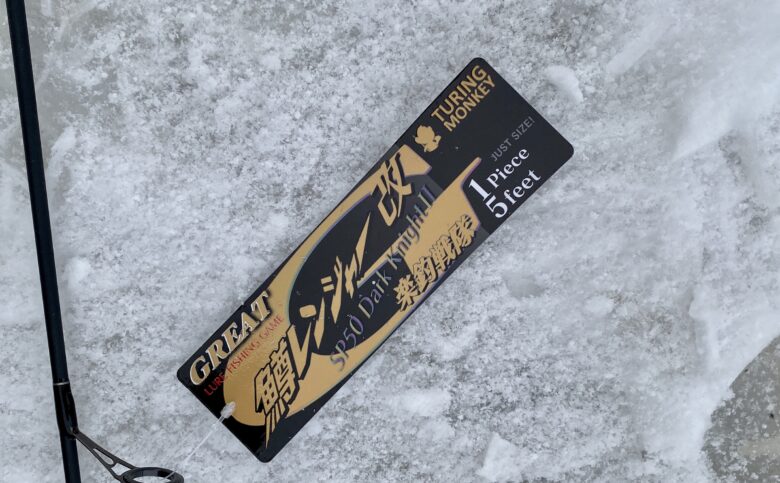 TURING
MONKEY
JUST SIZE!
1 Piece
5 feet
GREAT
LURE FISHING GAME
鱒レンジャー改
SP50 Dark Knight II
楽釣戦隊